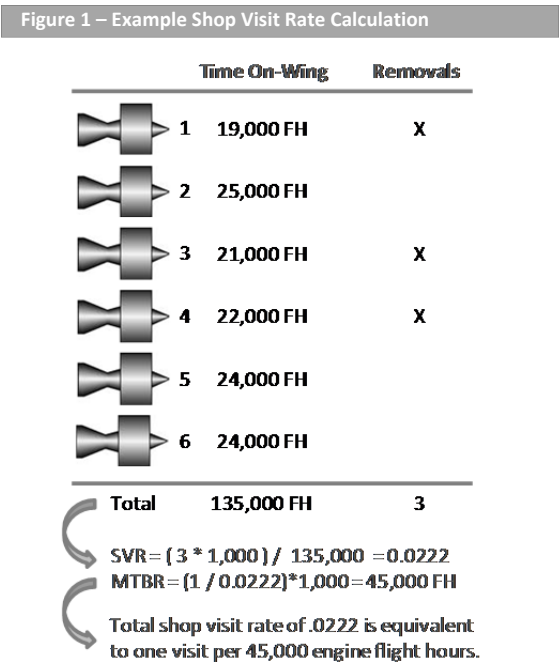 Figure 1 – Example Shop Visit Rate Calculation
Time On-Wing Removals
1 19,000 FH X
2 25,000 FH
3 21,000 FH X
4 22,000 FH X
5 24,000 FH
6 24,000 FH
Total 135,000 FH 3
SVR = ( 3 * 1,000 ) / 135,000 = 0.0222
MTBR = (1 / 0.0222)*1,000 = 45,000 FH
Total shop visit rate of .0222 is equivalent
to one visit per 45,000 engine flight hours.